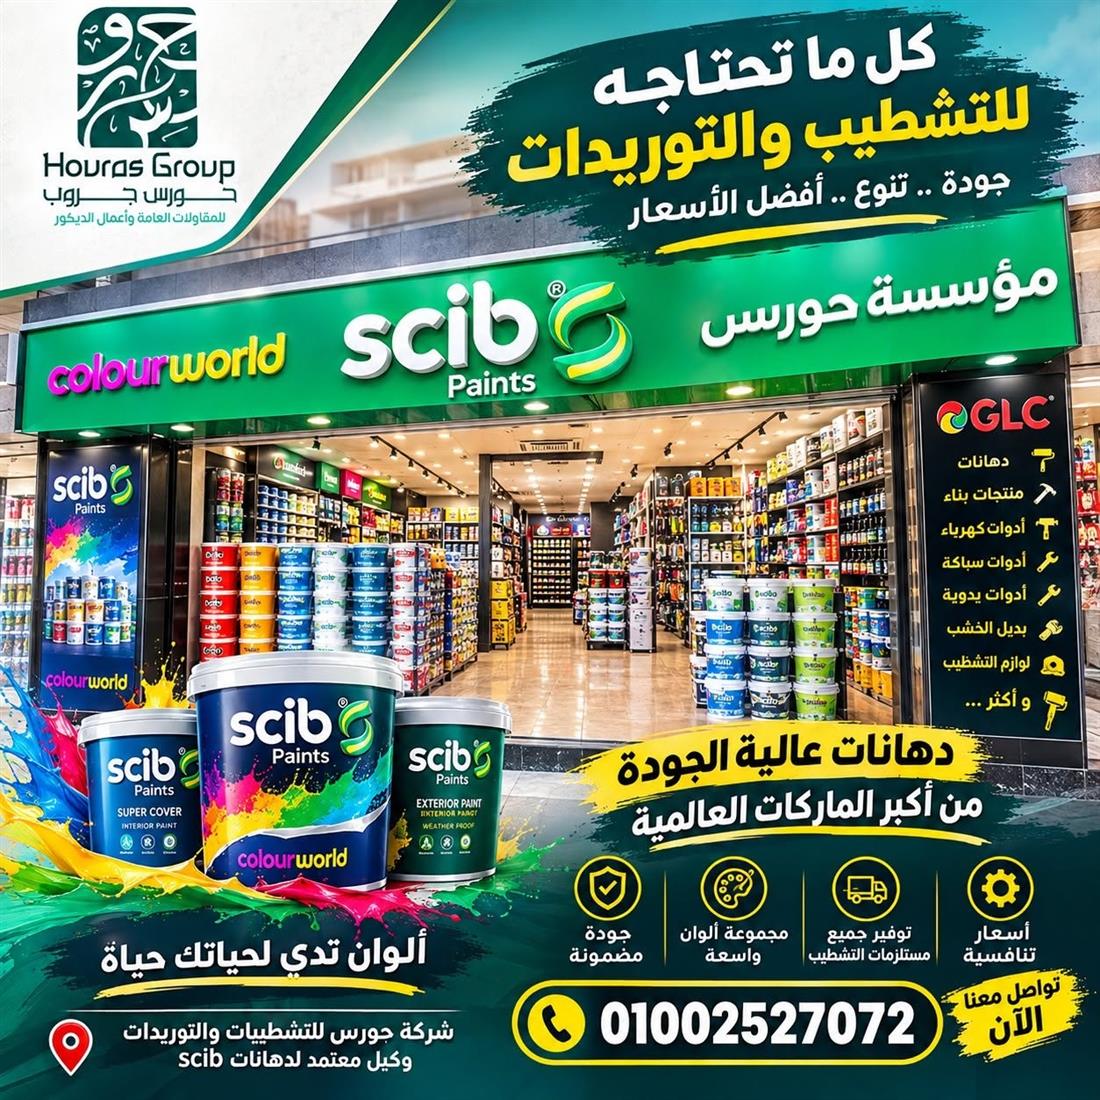 Houras Group
حورس جروب
للمقاولات العامة وأعمال الديكور
كل ما تحتاجه
للتشطيب والتوريدات
جودة .. تنوع .. أفضل الأسعار
colourworld
scib®
Paints
مؤسسة حورس
GLC
دهانات
منتجات بناء
أدوات كهرباء
أدوات سباكة
أدوات يدوية
بديل الخشب
لوازم التشطيب
و أكثر ...
scib
Paints
colourworld
scib
Paints
SUPER COVER
INTERIOR PAINT
scib®
Paints
colourworld
scib
Paints
EXTERIOR PAINT
WEATHER PROOF
دهانات عالية الجودة
من أكبر الماركات العالمية
أسعار
تنافسية
توفير جميع
مستلزمات التشطيب
مجموعة ألوان
واسعة
جودة
مضمونة
ألوان تدي لحياتك حياة
شركة جورس للتشطيبات والتوريدات
وكيل معتمد لدهانات scib
تواصل معنا
الآن
01002527072